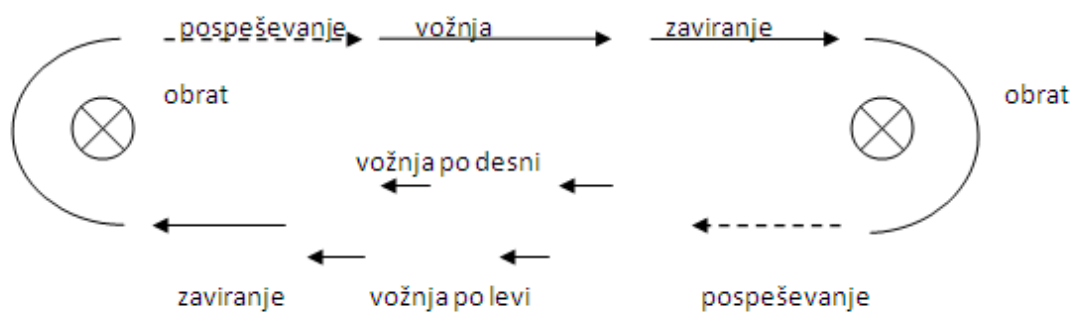 pospeševanje vožnja zaviranje
obrat obrat
vožnja po desni
zaviranje vožnja po levi pospeševanje